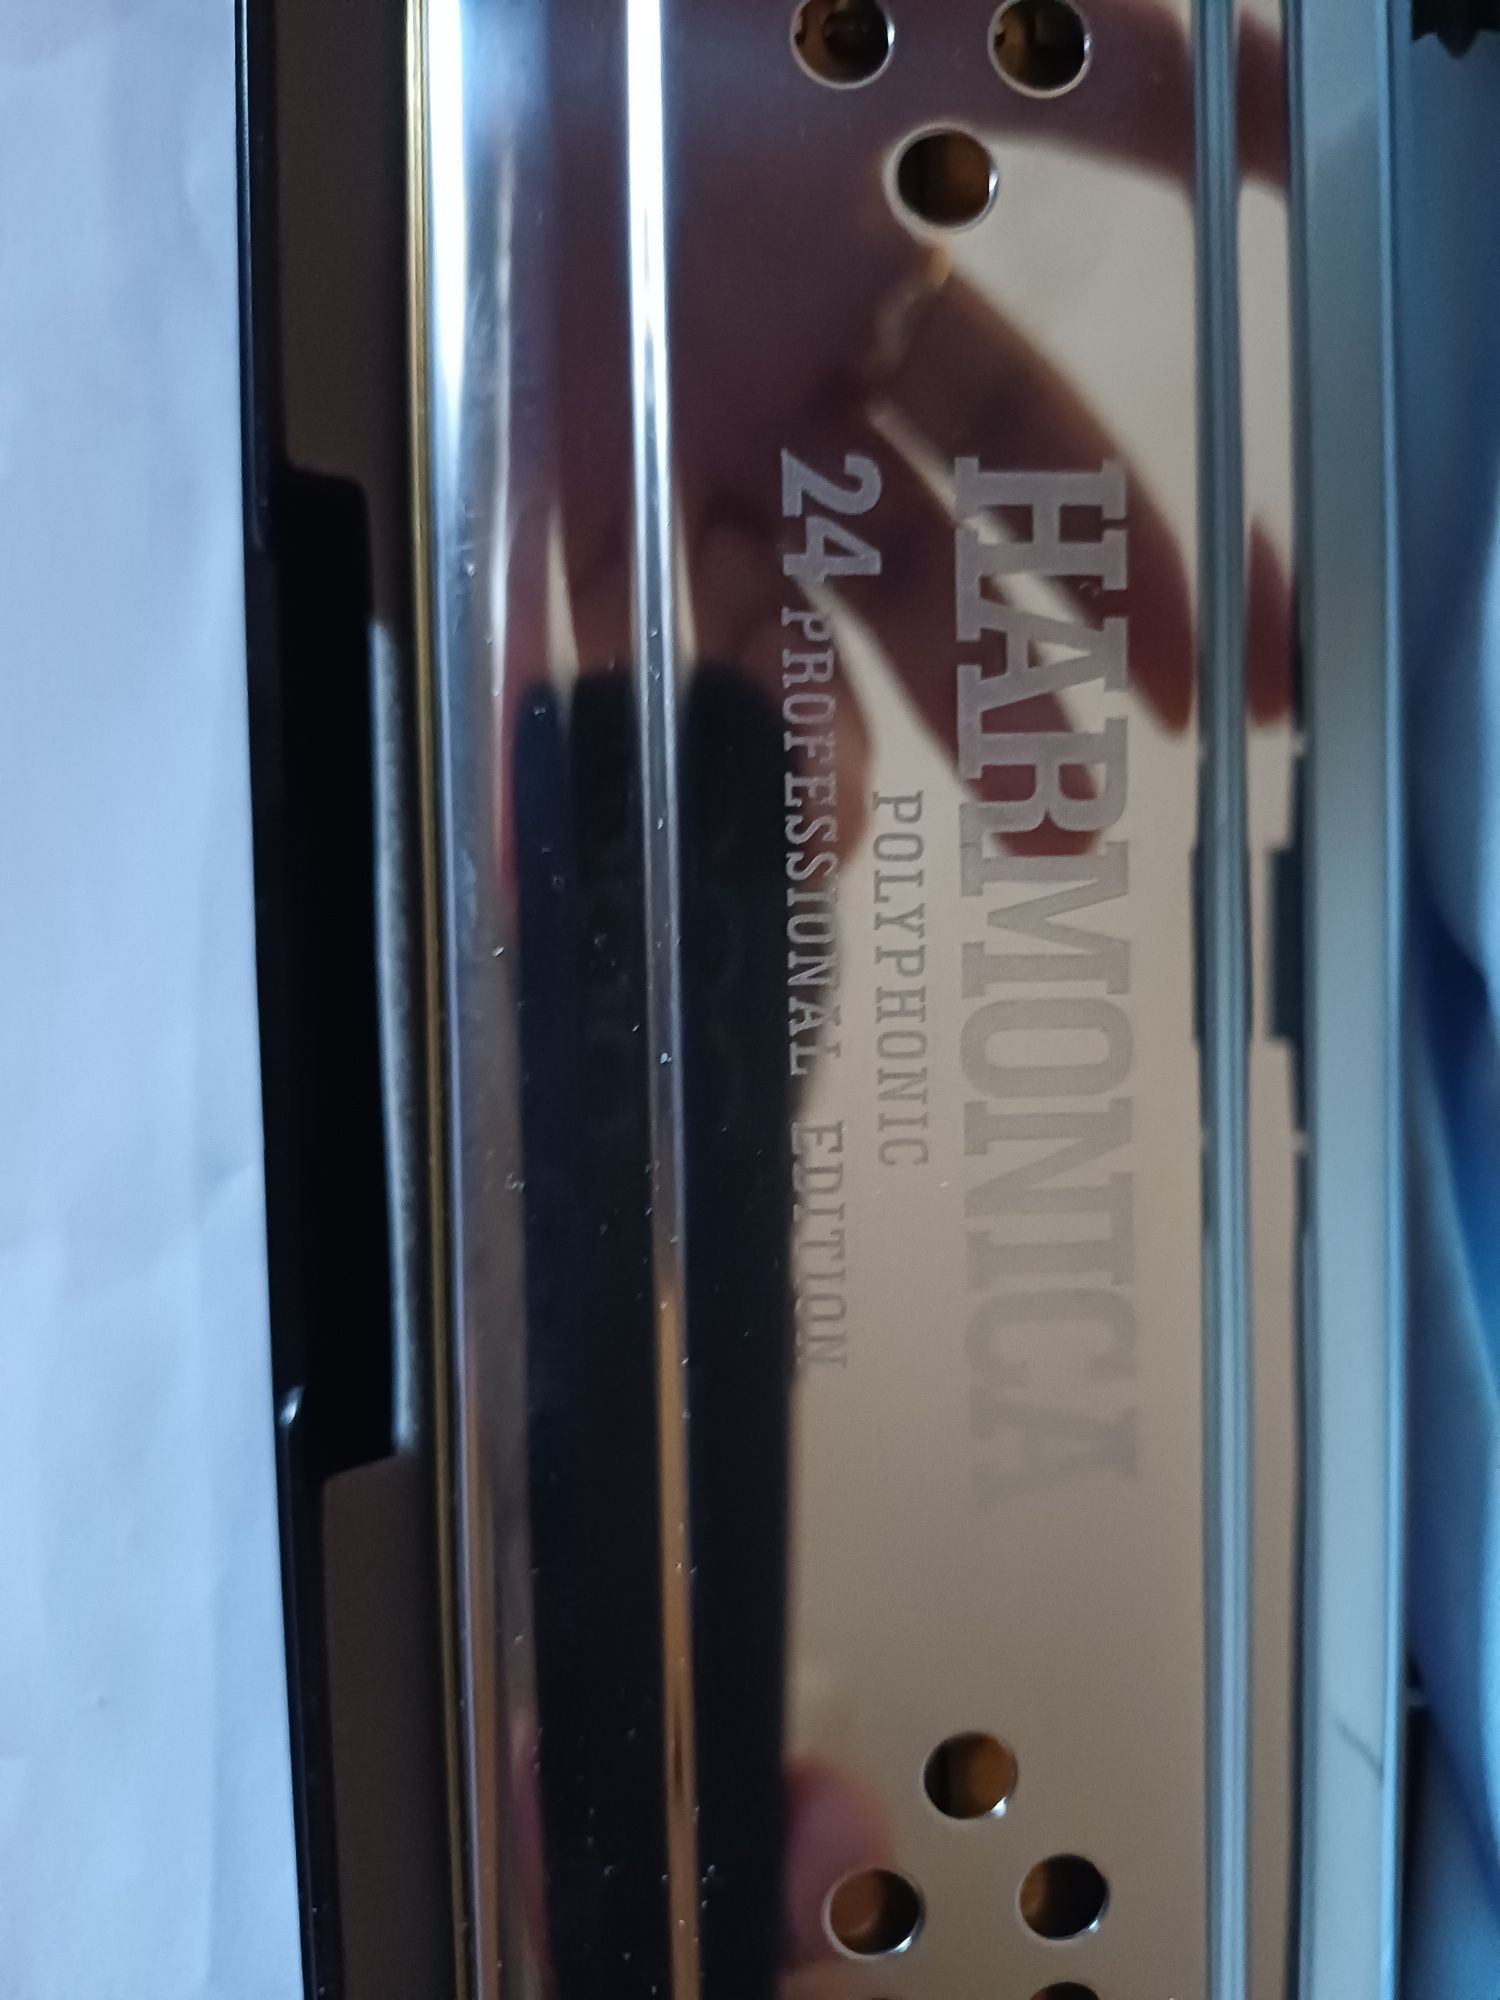 HARMONICA
POLYPHONIC
24 PROFESSIONAL EDITION